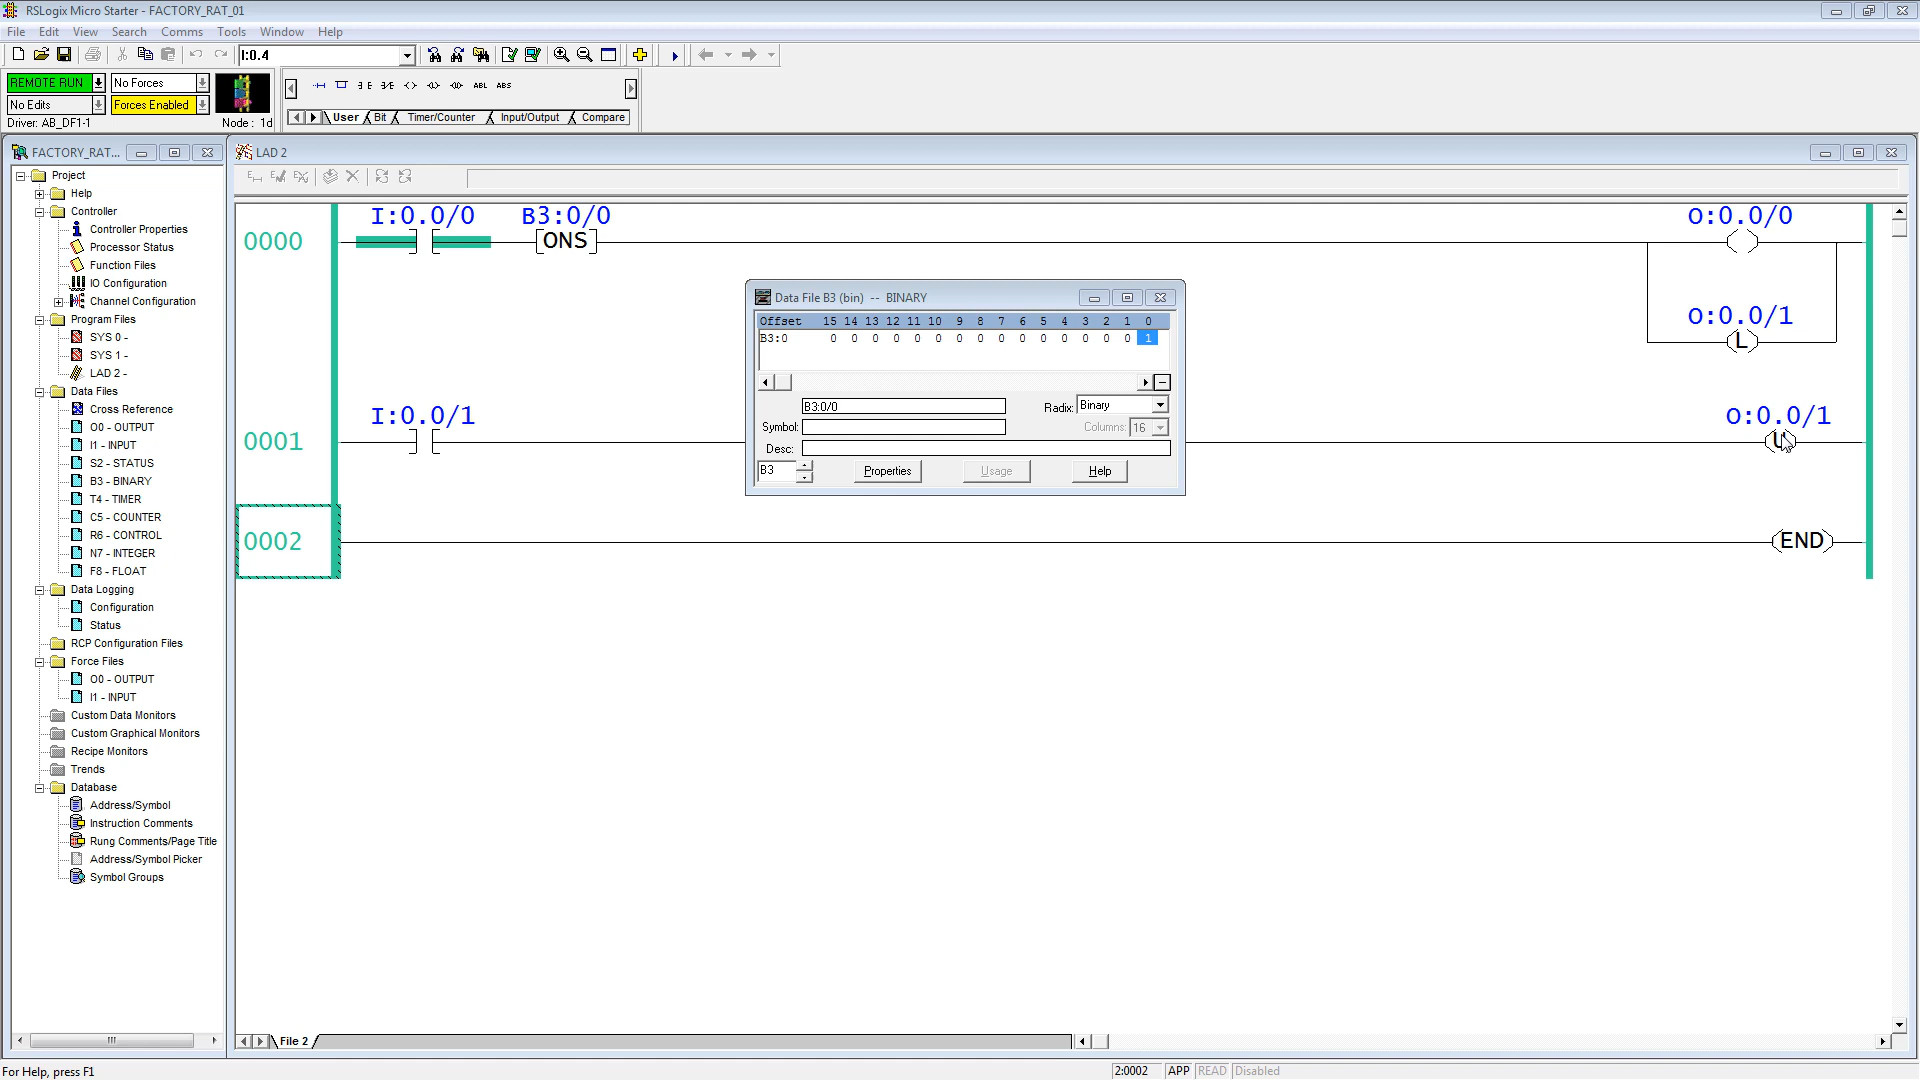 RSLogix Micro Starter - FACTORY_RAT_01
File Edit View Search Comms Tools Window Help
I:0.4
REMOTE RUN No Forces
No Edits Forces Enabled
Driver: AB_DF1-1 Node : 1d
ABL ABS
User Bit Timer/Counter Input/Output Compare
FACTORY_RAT...
Project
Help
Controller
Controller Properties
Processor Status
Function Files
IO Configuration
Channel Configuration
Program Files
SYS 0 -
SYS 1 -
LAD 2 -
Data Files
Cross Reference
O0 - OUTPUT
I1 - INPUT
S2 - STATUS
B3 - BINARY
T4 - TIMER
C5 - COUNTER
R6 - CONTROL
N7 - INTEGER
F8 - FLOAT
Data Logging
Configuration
Status
RCP Configuration Files
Force Files
O0 - OUTPUT
I1 - INPUT
Custom Data Monitors
Custom Graphical Monitors
Recipe Monitors
Trends
Database
Address/Symbol
Instruction Comments
Rung Comments/Page Title
Address/Symbol Picker
Symbol Groups
LAD 2
I:0.0/0 B3:0/0 O:0.0/0
0000 ONS
O:0.0/1
L
I:0.0/1 O:0.0/1
0001 U
0002 END
Data File B3 (bin) -- BINARY
Offset 15 14 13 12 11 10 9 8 7 6 5 4 3 2 1 0
B3:0 0 0 0 0 0 0 0 0 0 0 0 0 0 0 0 1
B3:0/0 Radix: Binary
Symbol: Columns: 16
Desc:
B3 Properties Usage Help
File 2
For Help, press F1 2:0002 APP READ Disabled